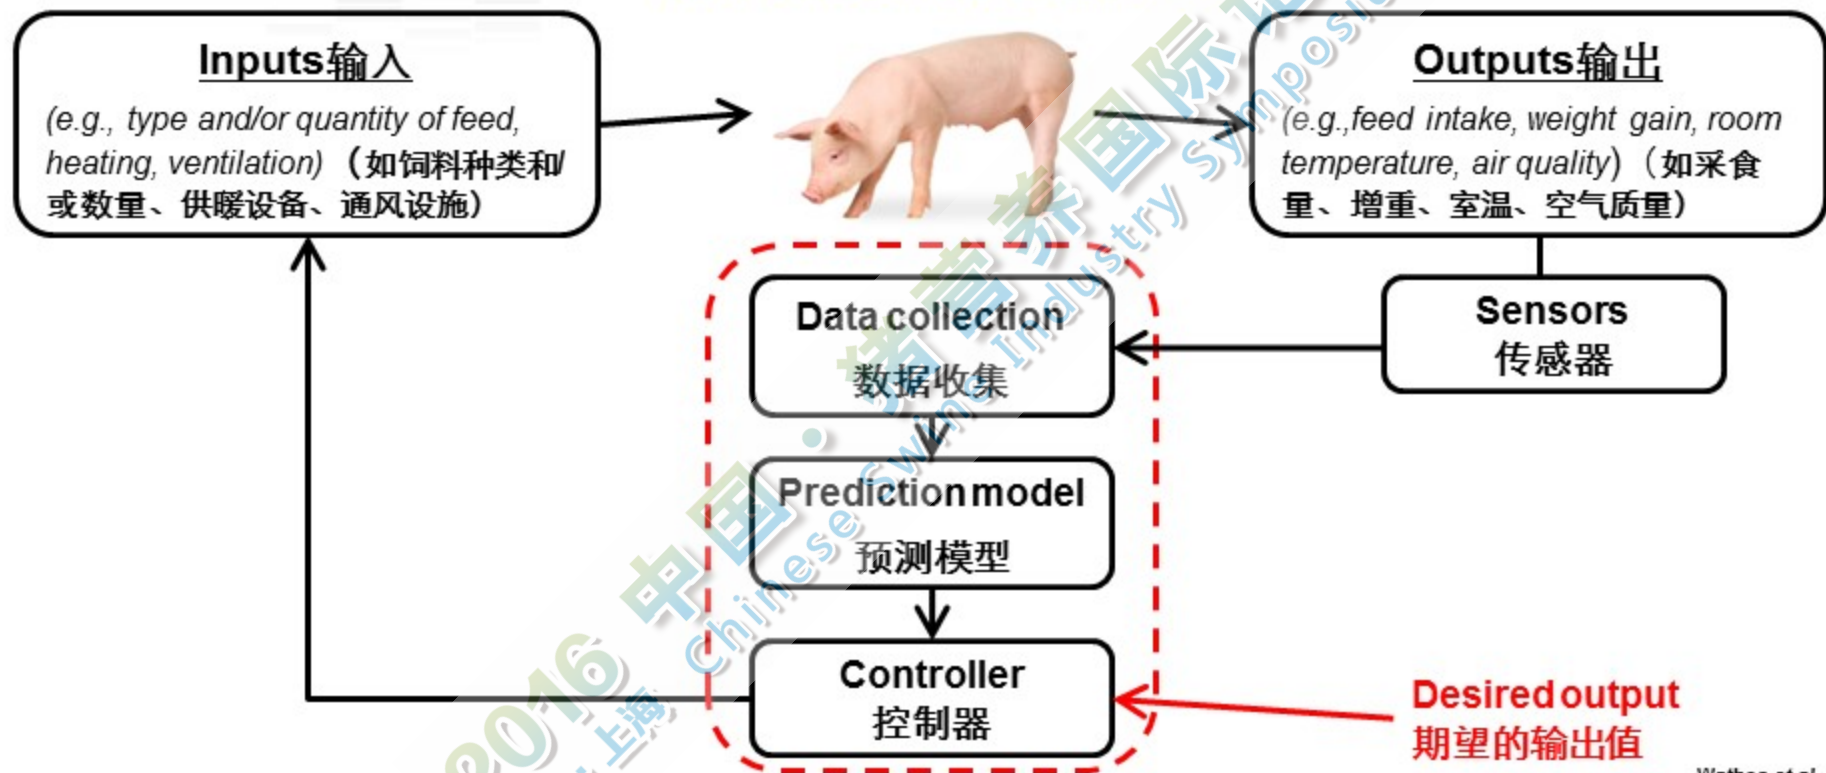 Inputs输入
(e.g., type and/or quantity of feed,
heating, ventilation) （如饲料种类和/
或数量、供暖设备、通风设施）
Outputs输出
(e.g.,feed intake, weight gain, room
temperature, air quality)（如采食
量、增重、室温、空气质量）
Sensors
传感器
Data collection
数据收集
Prediction model
预测模型
Controller
控制器
Desired output
期望的输出值
2016 中国·猪营养国际论
上海 Chinese Swine Industry Symposi